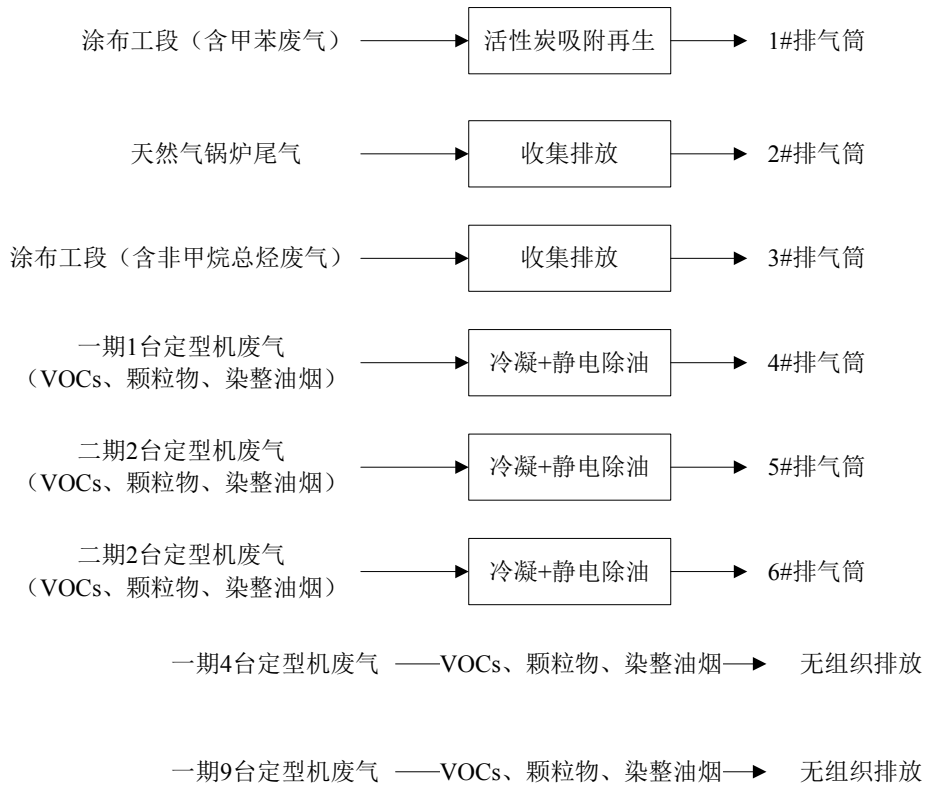 涂布工段（含甲苯废气） 活性炭吸附再生 1#排气筒
天然气锅炉尾气 收集排放 2#排气筒
涂布工段（含非甲烷总烃废气） 收集排放 3#排气筒
一期1台定型机废气
（VOCs、颗粒物、染整油烟） 冷凝+静电除油 4#排气筒
二期2台定型机废气
（VOCs、颗粒物、染整油烟） 冷凝+静电除油 5#排气筒
二期2台定型机废气
（VOCs、颗粒物、染整油烟） 冷凝+静电除油 6#排气筒
一期4台定型机废气 VOCs、颗粒物、染整油烟 无组织排放
一期9台定型机废气 VOCs、颗粒物、染整油烟 无组织排放